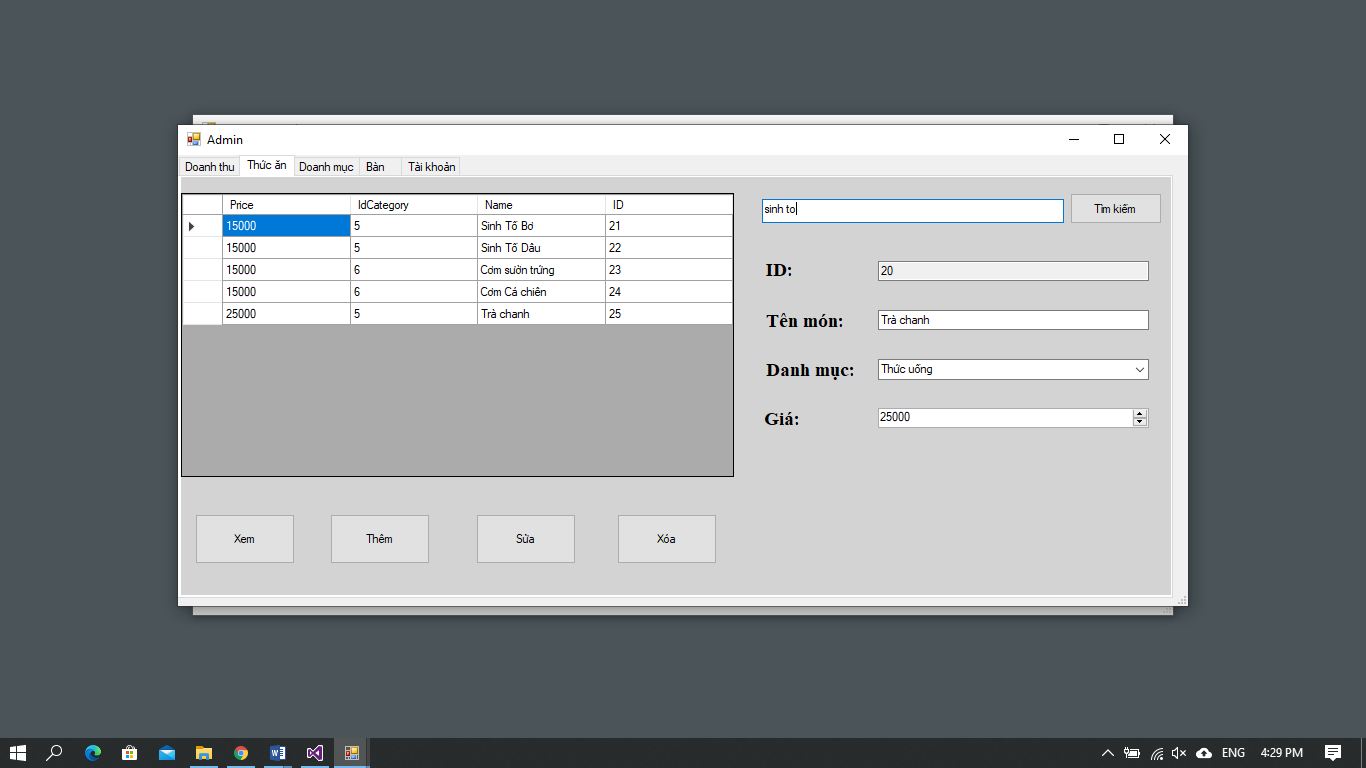 Admin
Doanh thu Thức ăn Doanh mục Bàn Tài khoản
Price IdCategory Name ID
15000 5 Sinh Tố Bơ 21
15000 5 Sinh Tố Dâu 22
15000 6 Cơm sườn trứng 23
15000 6 Cơm Cá chiên 24
25000 5 Trà chanh 25
sinh to Tìm kiếm
ID: 20
Tên món: Trà chanh
Danh mục: Thức uống
Giá: 25000
Xem Thêm Sửa Xóa
ENG 4:29 PM